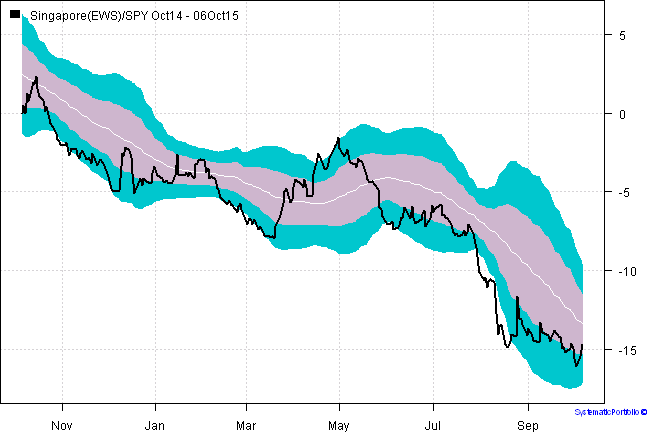 Singapore(EWS)/SPY Oct14 - 06Oct15
5
0
-5
-10
-15
Nov Jan Mar May Jul Sep
SystematicPortfolio ©